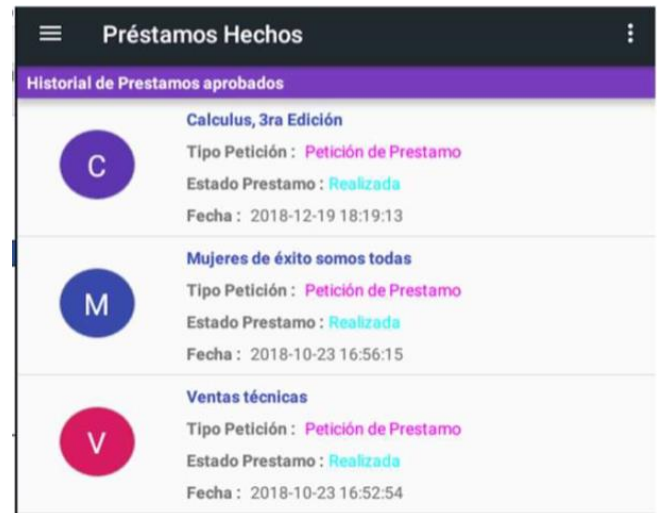 Préstamos Hechos
Historial de Prestamos aprobados
Calculus, 3ra Edición
C
Tipo Petición : Petición de Prestamo
Estado Prestamo : Realizada
Fecha : 2018-12-19 18:19:13
Mujeres de éxito somos todas
M
Tipo Petición : Petición de Prestamo
Estado Prestamo : Realizada
Fecha : 2018-10-23 16:56:15
Ventas técnicas
V
Tipo Petición : Petición de Prestamo
Estado Prestamo : Realizada
Fecha : 2018-10-23 16:52:54